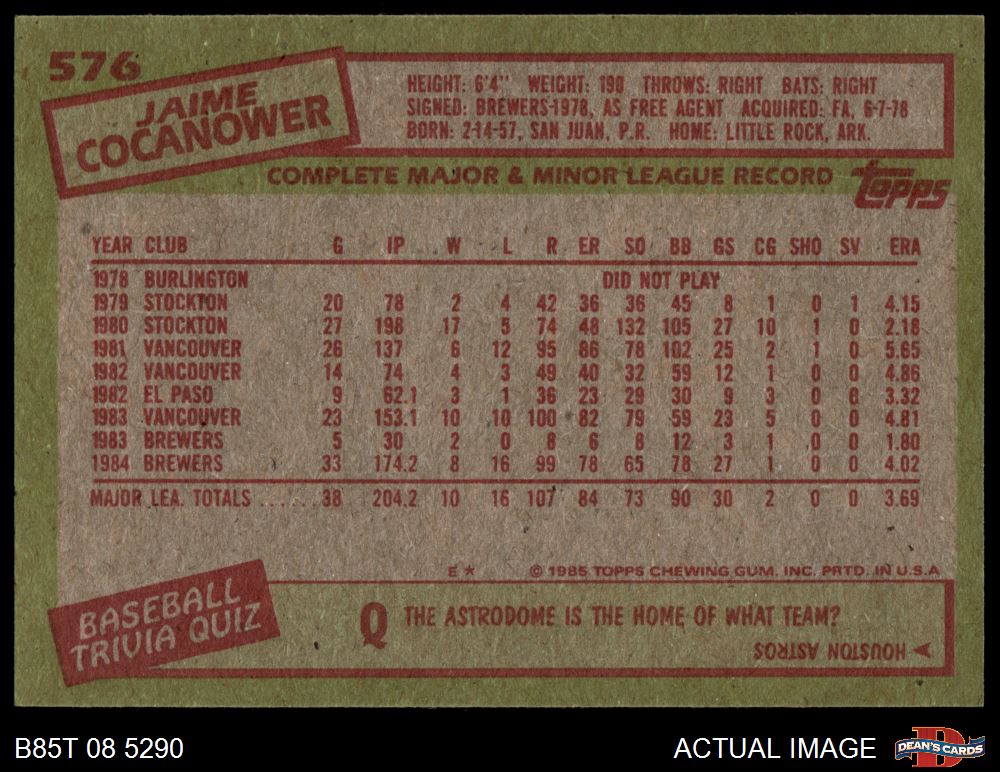 576
JAIME
COCANOWER
HEIGHT: 6'4" WEIGHT: 190 THROWS: RIGHT BATS: RIGHT
SIGNED: BREWERS-1978, AS FREE AGENT ACQUIRED: FA, 6-7-78
BORN: 2-14-57, SAN JUAN, P.R. HOME: LITTLE ROCK, ARK.
COMPLETE MAJOR & MINOR LEAGUE RECORD topps
YEAR CLUB G IP W L R ER SO BB GS CG SHO SV ERA
1978 BURLINGTON DID NOT PLAY
1979 STOCKTON 20 78 2 4 42 36 36 45 8 1 0 1 4.15
1980 STOCKTON 27 198 17 5 74 48 132 105 27 10 1 0 2.18
1981 VANCOUVER 26 137 6 12 95 86 78 102 25 2 1 0 5.65
1982 VANCOUVER 14 74 4 3 49 40 32 59 12 1 0 0 4.86
1982 EL PASO 9 62.1 3 1 36 23 29 30 9 3 0 0 3.32
1983 VANCOUVER 23 153.1 10 10 100 82 79 59 23 5 0 0 4.81
1983 BREWERS 5 30 2 0 8 6 8 12 3 1 0 0 1.80
1984 BREWERS 33 174.2 8 16 99 78 65 78 27 1 0 0 4.02
MAJOR LEA. TOTALS ...... 38 204.2 10 16 107 84 73 90 30 2 0 0 3.69
E* © 1985 TOPPS CHEWING GUM, INC. PRTD. IN U.S.A
BASEBALL
TRIVIA QUIZ
Q THE ASTRODOME IS THE HOME OF WHAT TEAM?
A HOUSTON ASTROS
B85T 08 5290
ACTUAL IMAGE
D
DEAN'S CARDS